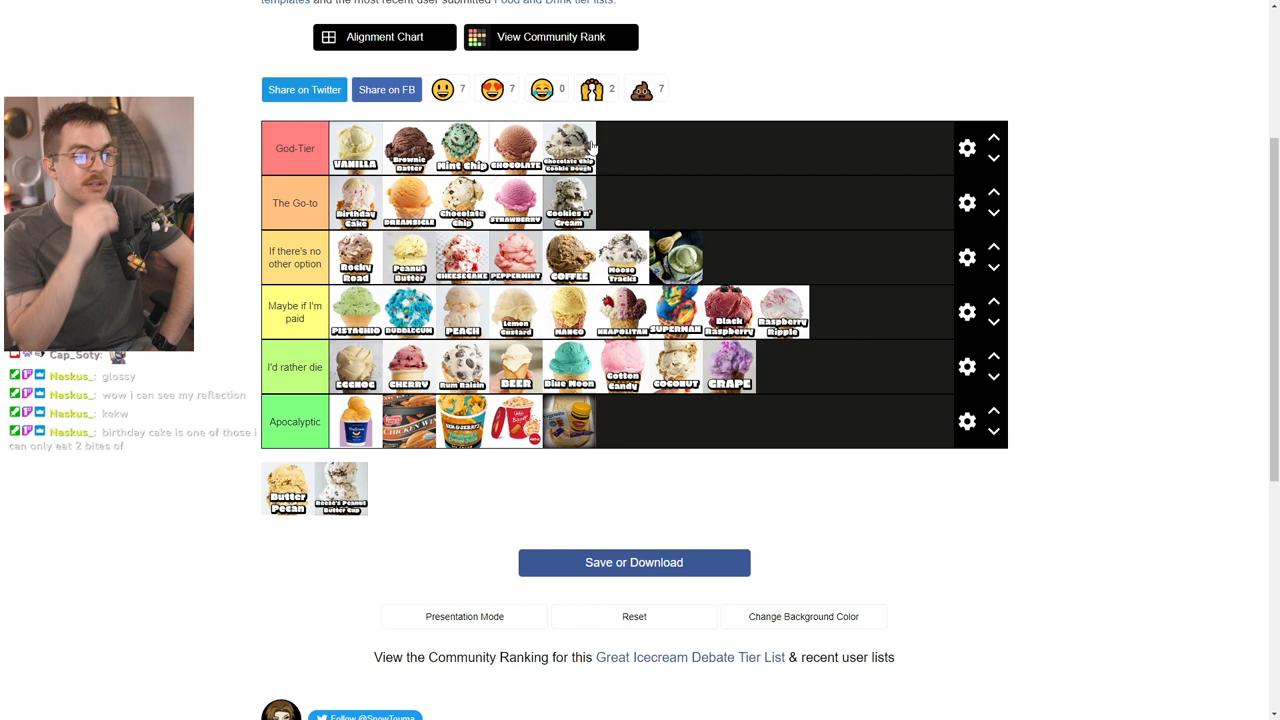 templates and the most recent user submitted Food and Drink tier lists.
Alignment Chart
View Community Rank
Share on Twitter
Share on FB
7
7
0
2
7
God-Tier
VANILLA
Brownie
Batter
Mint Chip
CHOCOLATE
Chocolate Chip
Cookie Dough
The Go-to
Birthday
Cake
DREAMSICLE
Chocolate
Chip
STRAWBERRY
Cookies n'
Cream
If there's no
other option
Rocky
Road
Peanut
Butter
CHEESECAKE
PEPPERMINT
COFFEE
Moose
Tracks
Maybe if I'm
paid
PISTACHIO
BUBBLEGUM
PEACH
Lemon
Custard
MANGO
NEAPOLITAN
SUPERMAN
Black
Raspberry
Raspberry
Ripple
I'd rather die
EGGNOG
CHERRY
Rum Raisin
BEER
Blue Moon
Cotton
Candy
COCONUT
GRAPE
Apocalyptic
CHICKEN WIN
BEN & JERRY'S
Cap_Soty:
Naskus_: glossy
Naskus_: wow i can see my reflection
Naskus_: kekw
Naskus_: birthday cake is one of those i
can only eat 2 bites of
Butter
Pecan
Reese's Peanut
Butter Cup
Save or Download
Presentation Mode
Reset
Change Background Color
View the Community Ranking for this Great Icecream Debate Tier List & recent user lists
Follow @SnowTouma